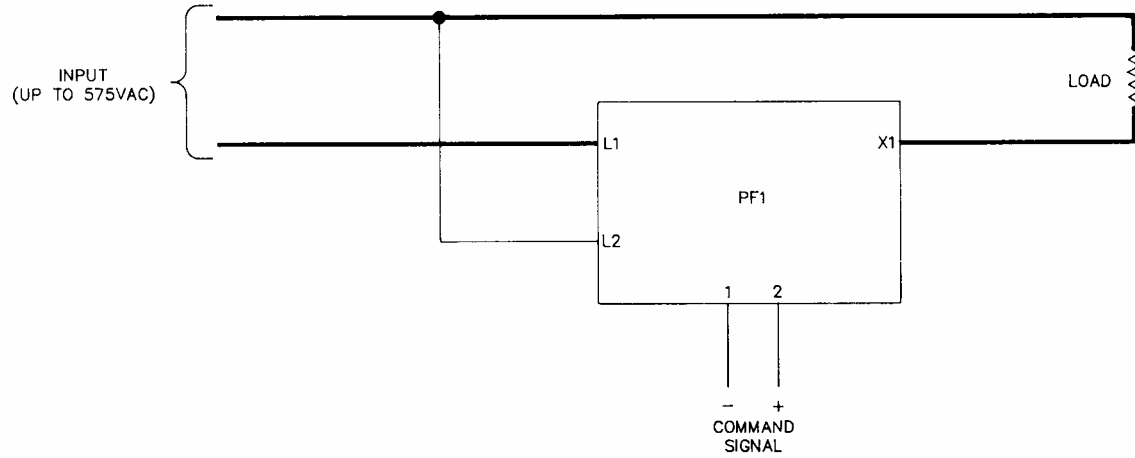 INPUT
(UP TO 575VAC)
LOAD
L1
X1
PF1
L2
1 2
– +
COMMAND
SIGNAL